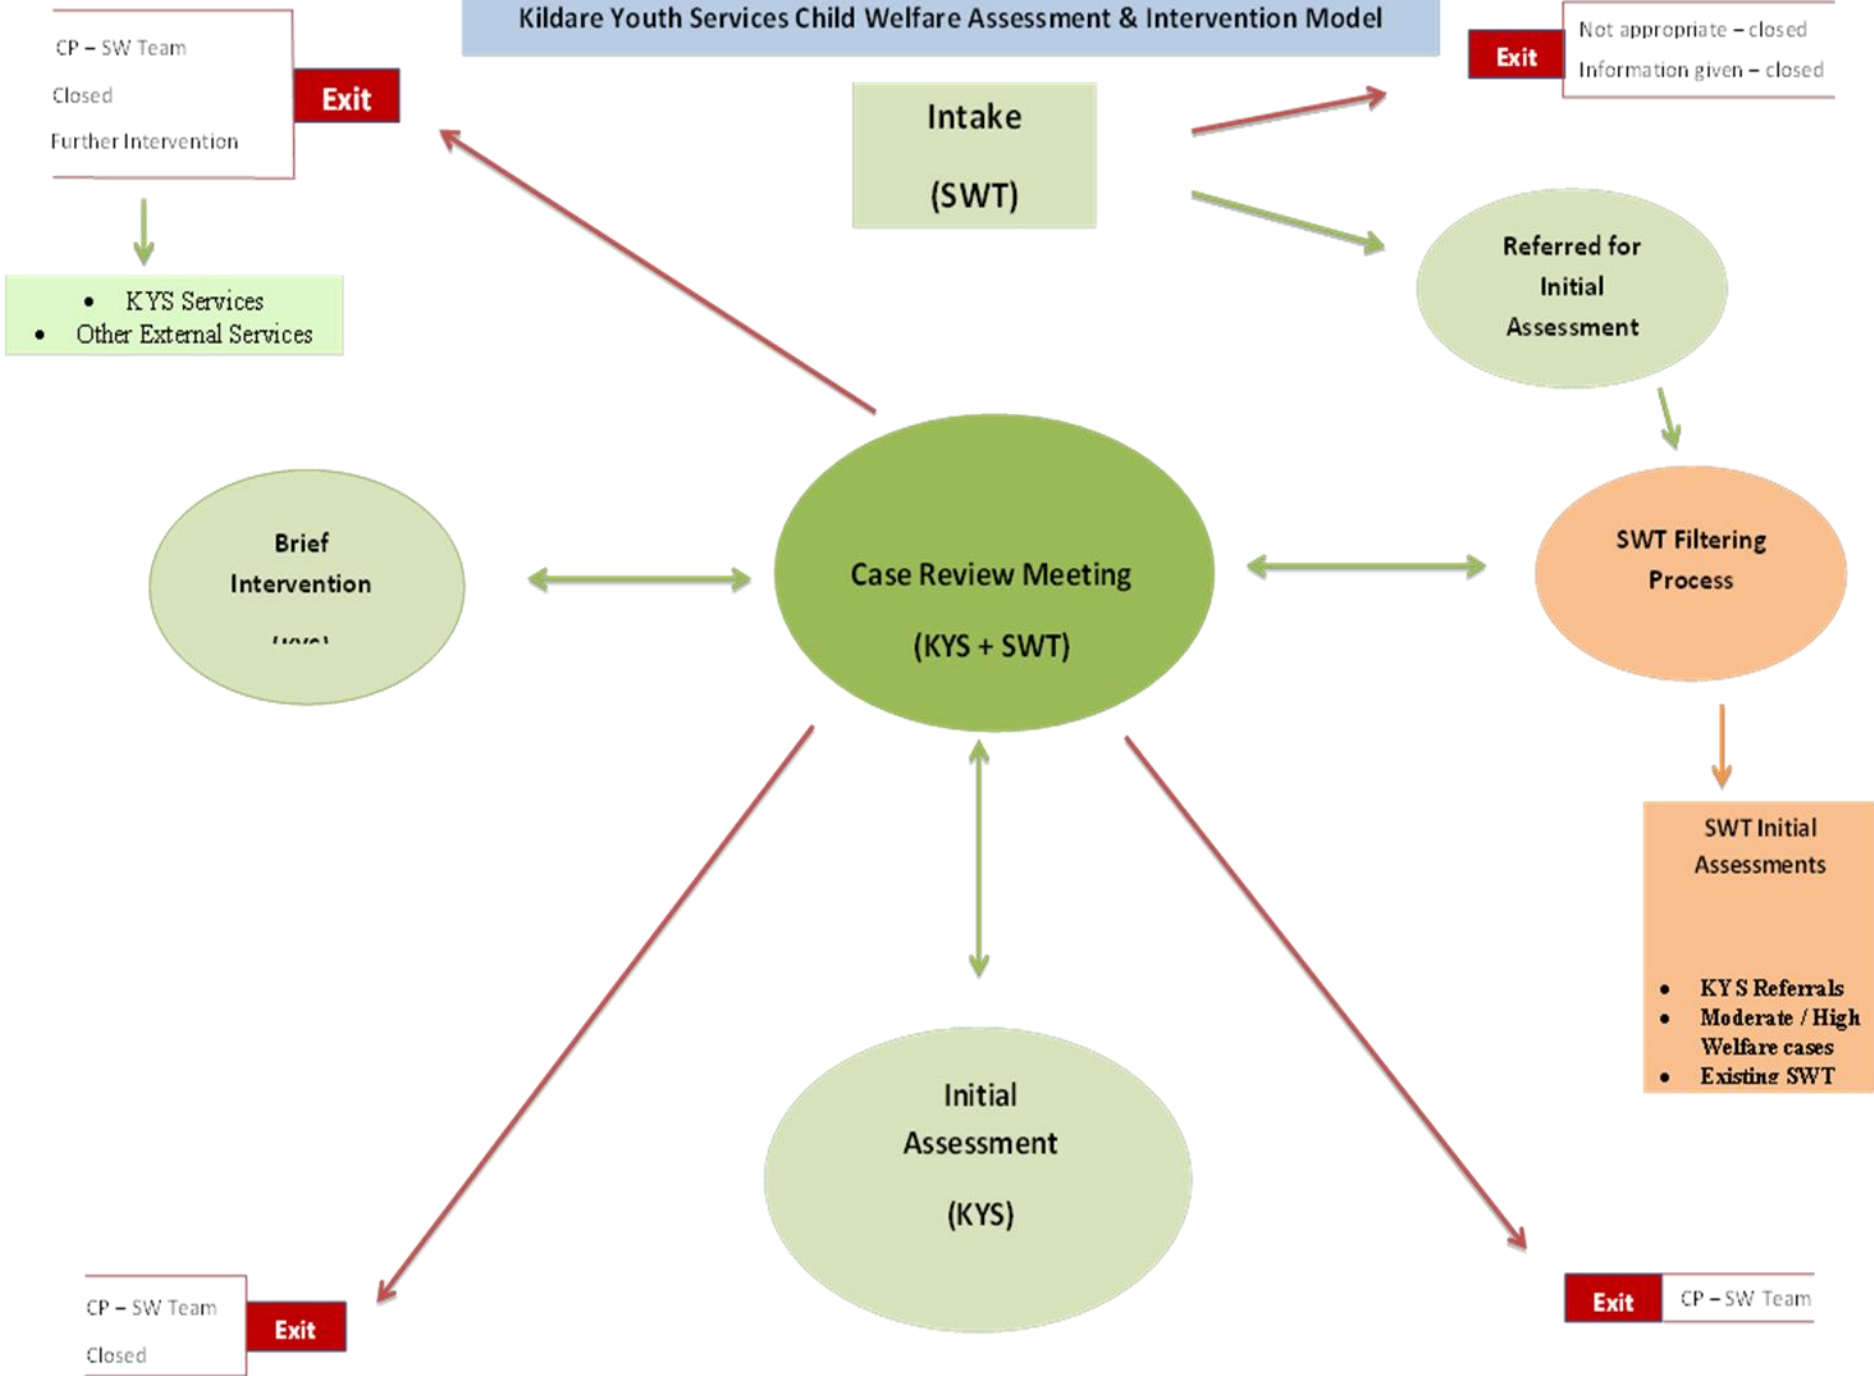 Kildare Youth Services Child Welfare Assessment & Intervention Model
CP – SW Team
Closed
Further Intervention
Exit
• KYS Services
• Other External Services
Intake
(SWT)
Exit
Not appropriate – closed
Information given – closed
Referred for
Initial
Assessment
Brief
Intervention
Case Review Meeting
(KYS + SWT)
SWT Filtering
Process
SWT Initial
Assessments
• KYS Referrals
• Moderate / High
Welfare cases
• Existing SWT
Initial
Assessment
(KYS)
CP – SW Team
Closed
Exit
Exit
CP – SW Team